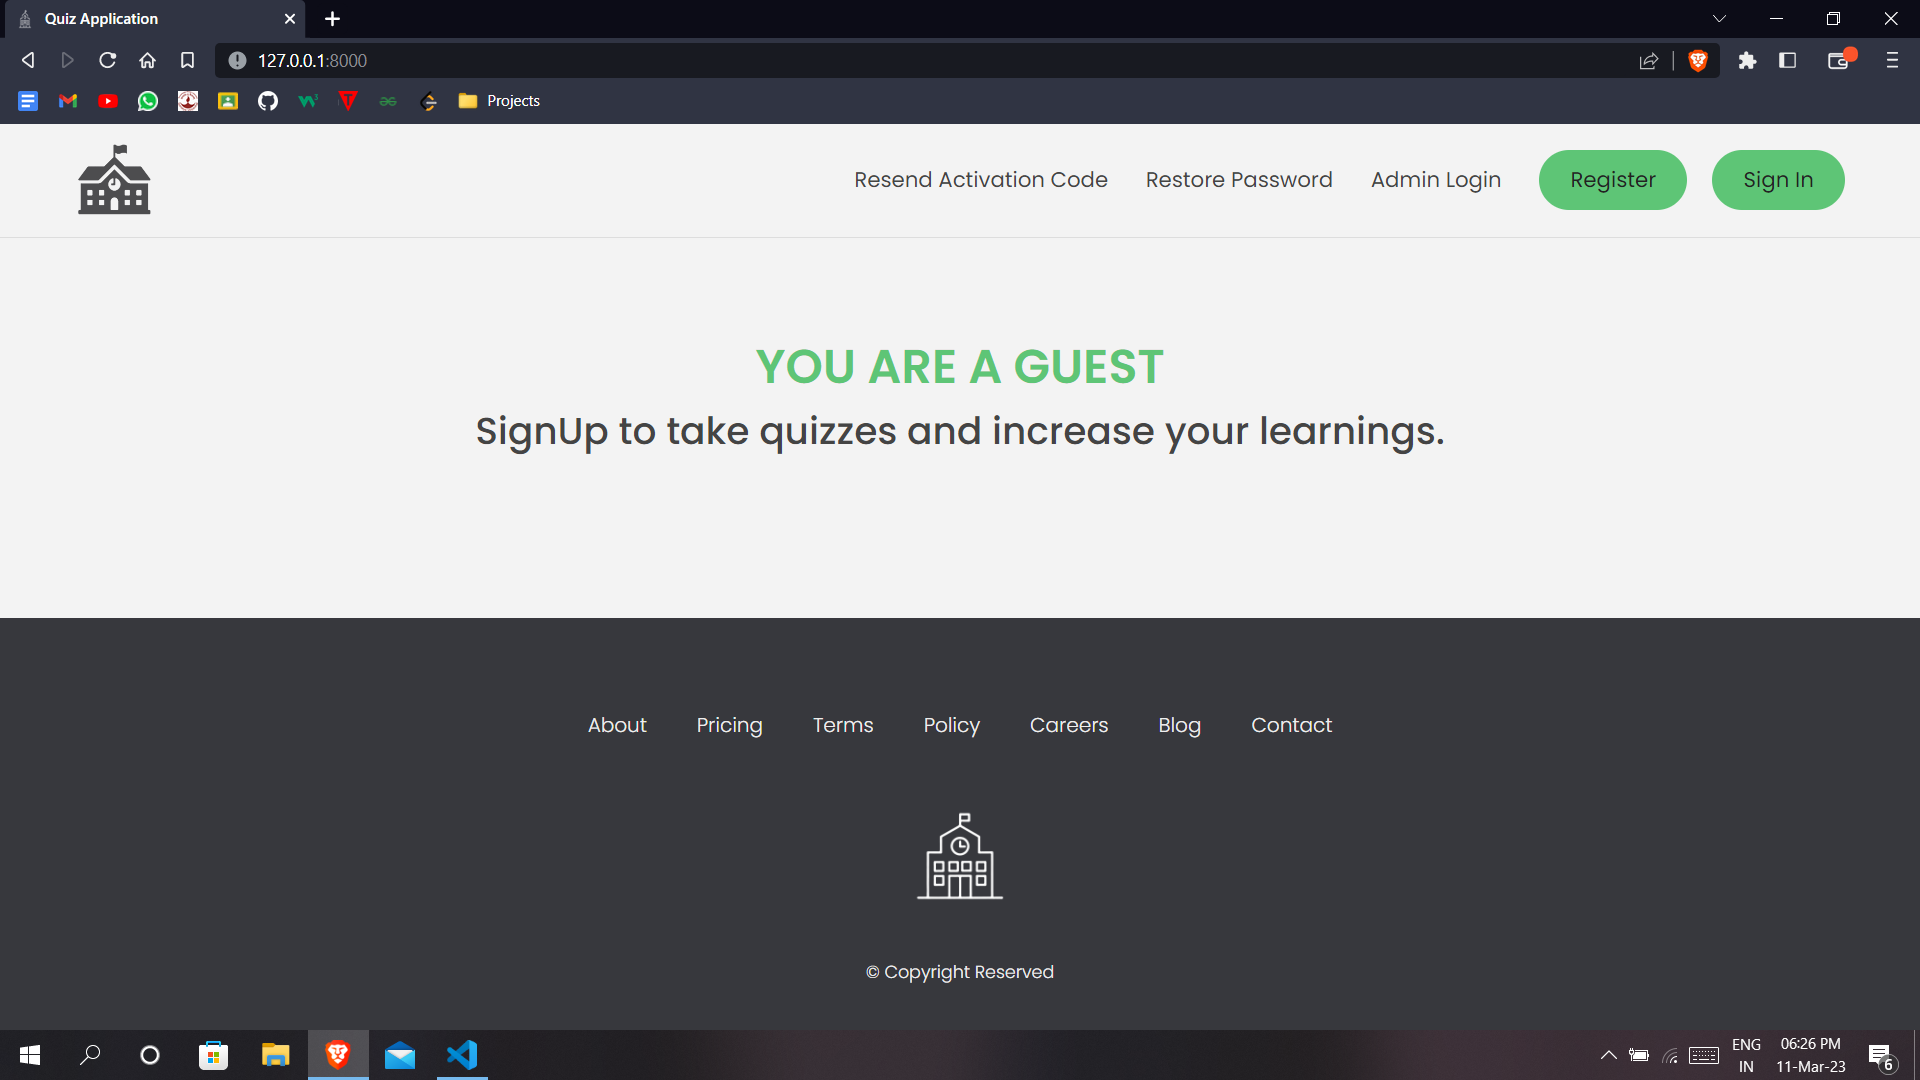 Quiz Application
127.0.0.1:8000
Projects
Resend Activation Code Restore Password Admin Login Register Sign In
YOU ARE A GUEST
SignUp to take quizzes and increase your learnings.
About Pricing Terms Policy Careers Blog Contact
© Copyright Reserved
ENG 06:26 PM
IN 11-Mar-23 6